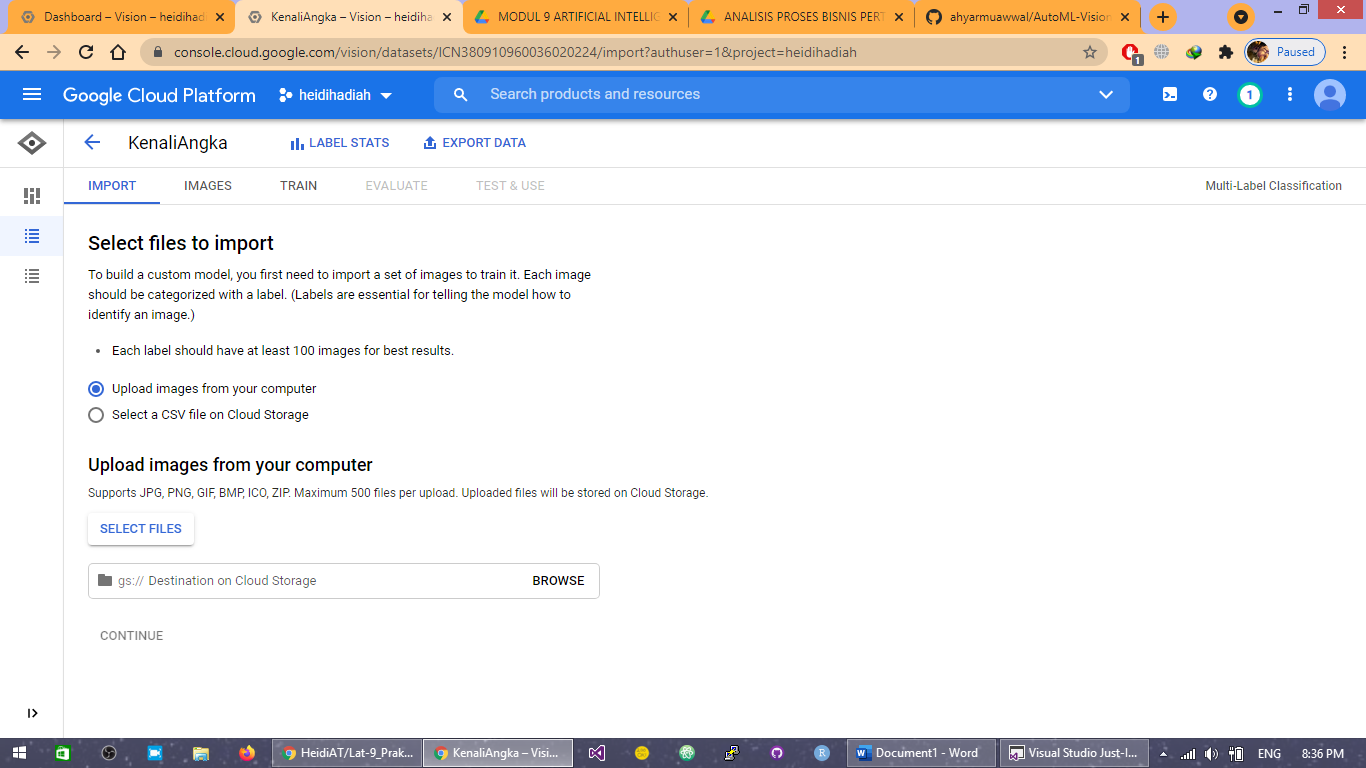 Dashboard – Vision – heidihad
KenaliAngka – Vision – heidiha
MODUL 9 ARTIFICIAL INTELLIG
ANALISIS PROSES BISNIS PERT
ahyarmuawwal/AutoML-Vision
console.cloud.google.com/vision/datasets/ICN380910960036020224/import?authuser=1&project=heidihadiah
1
Paused
Google Cloud Platform
heidihadiah
Search products and resources
1
KenaliAngka
LABEL STATS
EXPORT DATA
IMPORT
IMAGES
TRAIN
EVALUATE
TEST & USE
Multi-Label Classification
Select files to import
To build a custom model, you first need to import a set of images to train it. Each image
should be categorized with a label. (Labels are essential for telling the model how to
identify an image.)
• Each label should have at least 100 images for best results.
Upload images from your computer
Select a CSV file on Cloud Storage
Upload images from your computer
Supports JPG, PNG, GIF, BMP, ICO, ZIP. Maximum 500 files per upload. Uploaded files will be stored on Cloud Storage.
SELECT FILES
gs:// Destination on Cloud Storage
BROWSE
CONTINUE
HeidiAT/Lat-9_Prak...
KenaliAngka – Visi...
Document1 - Word
Visual Studio Just-I...
ENG
8:36 PM